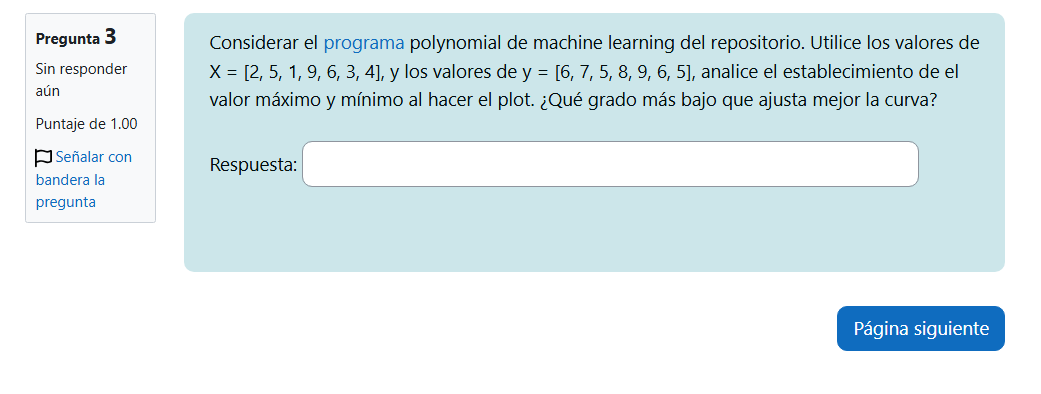 Pregunta 3
Sin responder
aún
Puntaje de 1.00
Señalar con
bandera la
pregunta
Considerar el programa polynomial de machine learning del repositorio. Utilice los valores de
X = [2, 5, 1, 9, 6, 3, 4], y los valores de y = [6, 7, 5, 8, 9, 6, 5], analice el establecimiento de el
valor máximo y mínimo al hacer el plot. ¿Qué grado más bajo que ajusta mejor la curva?
Respuesta:
Página siguiente